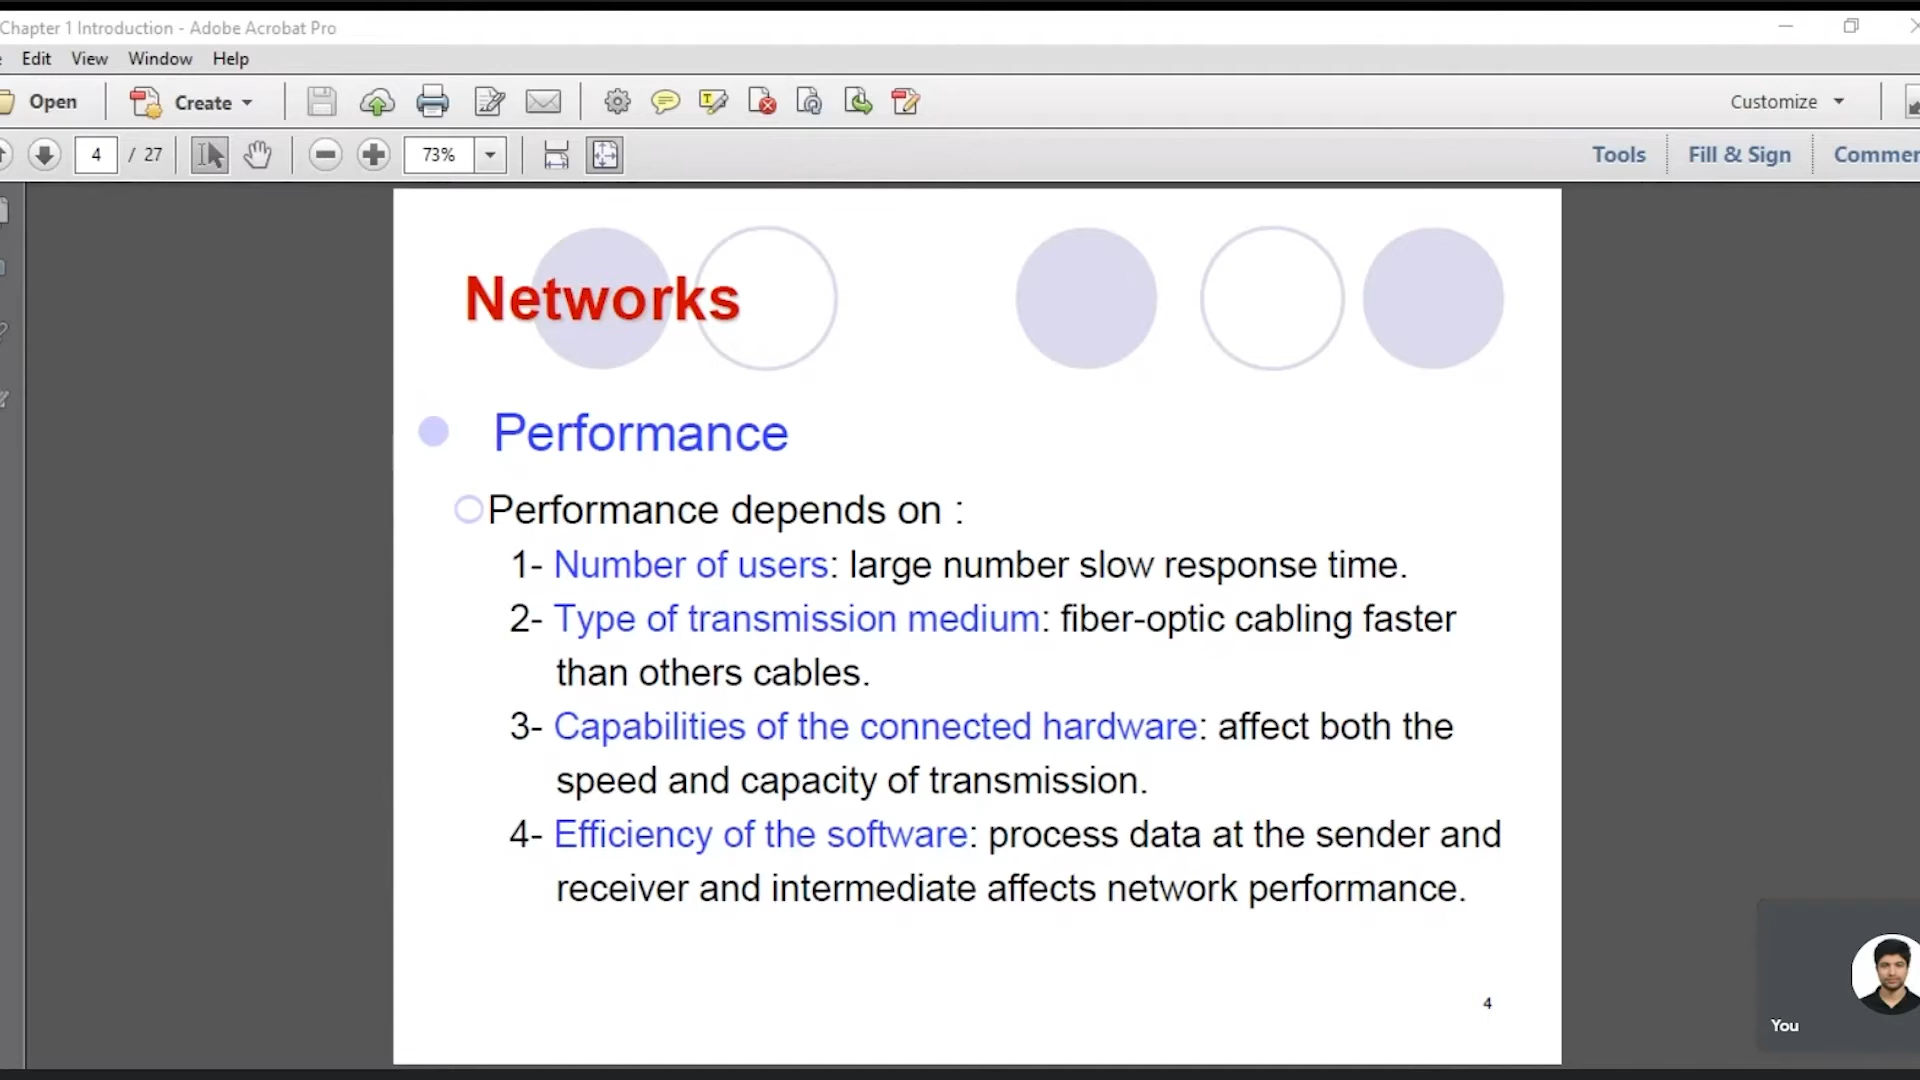 Chapter 1 Introduction - Adobe Acrobat Pro
Edit View Window Help
Open Create Customize
4 / 27 73% Tools Fill & Sign
Networks
Performance
Performance depends on :
1- Number of users: large number slow response time.
2- Type of transmission medium: fiber-optic cabling faster
than others cables.
3- Capabilities of the connected hardware: affect both the
speed and capacity of transmission.
4- Efficiency of the software: process data at the sender and
receiver and intermediate affects network performance.
4
You